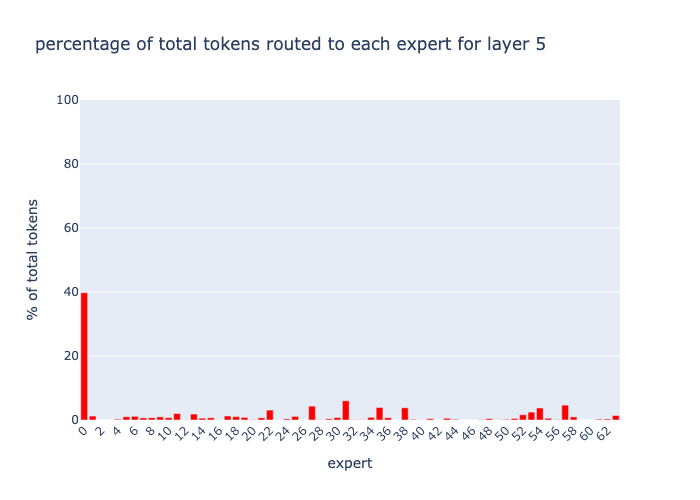 percentage of total tokens routed to each expert for layer 5
100
80
60
40
20
0
% of total tokens
0 2 4 6 8 10 12 14 16 18 20 22 24 26 28 30 32 34 36 38 40 42 44 46 48 50 52 54 56 58 60 62
expert